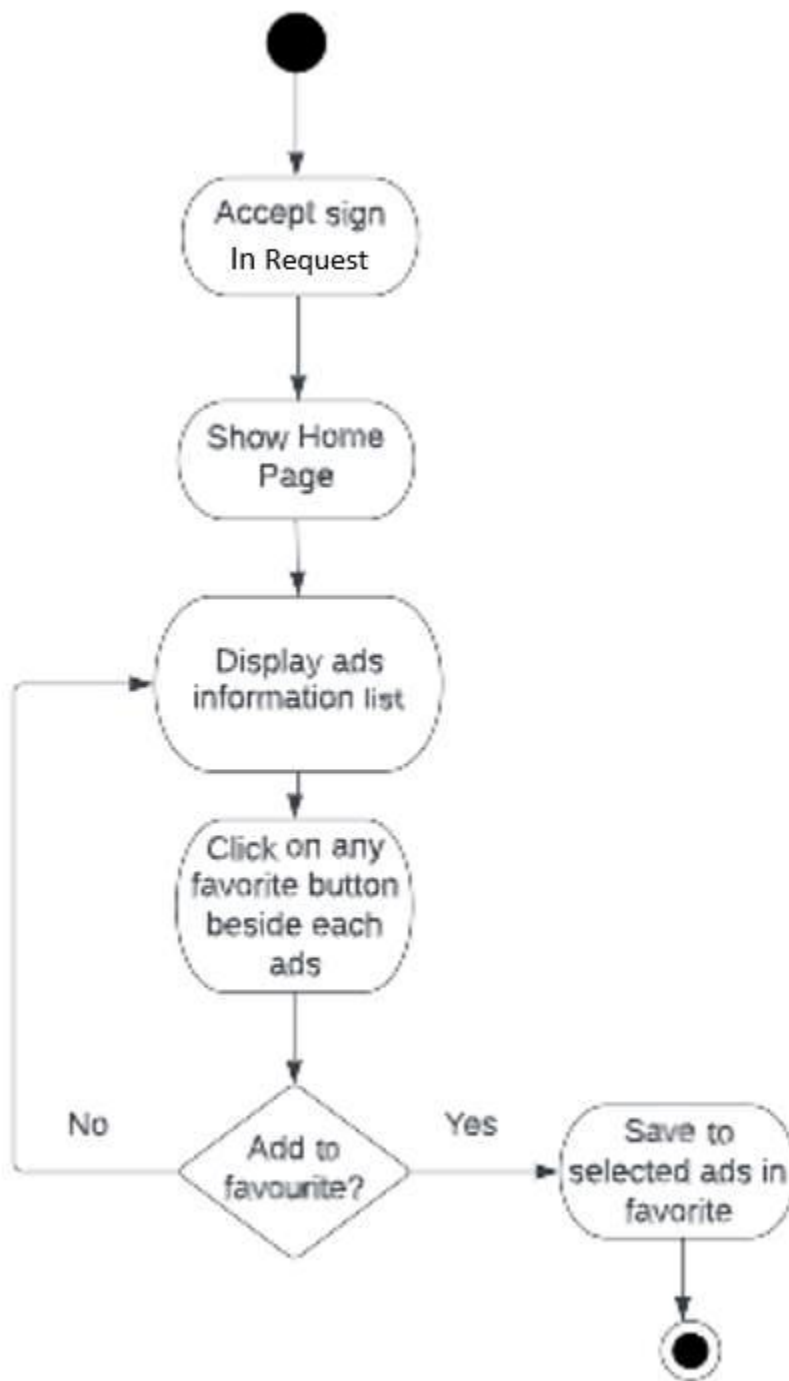 Accept sign
In Request
Show Home
Page
Display ads
information list
Click on any
favorite button
beside each
ads
Add to
favourite?
No
Yes
Save to
selected ads in
favorite